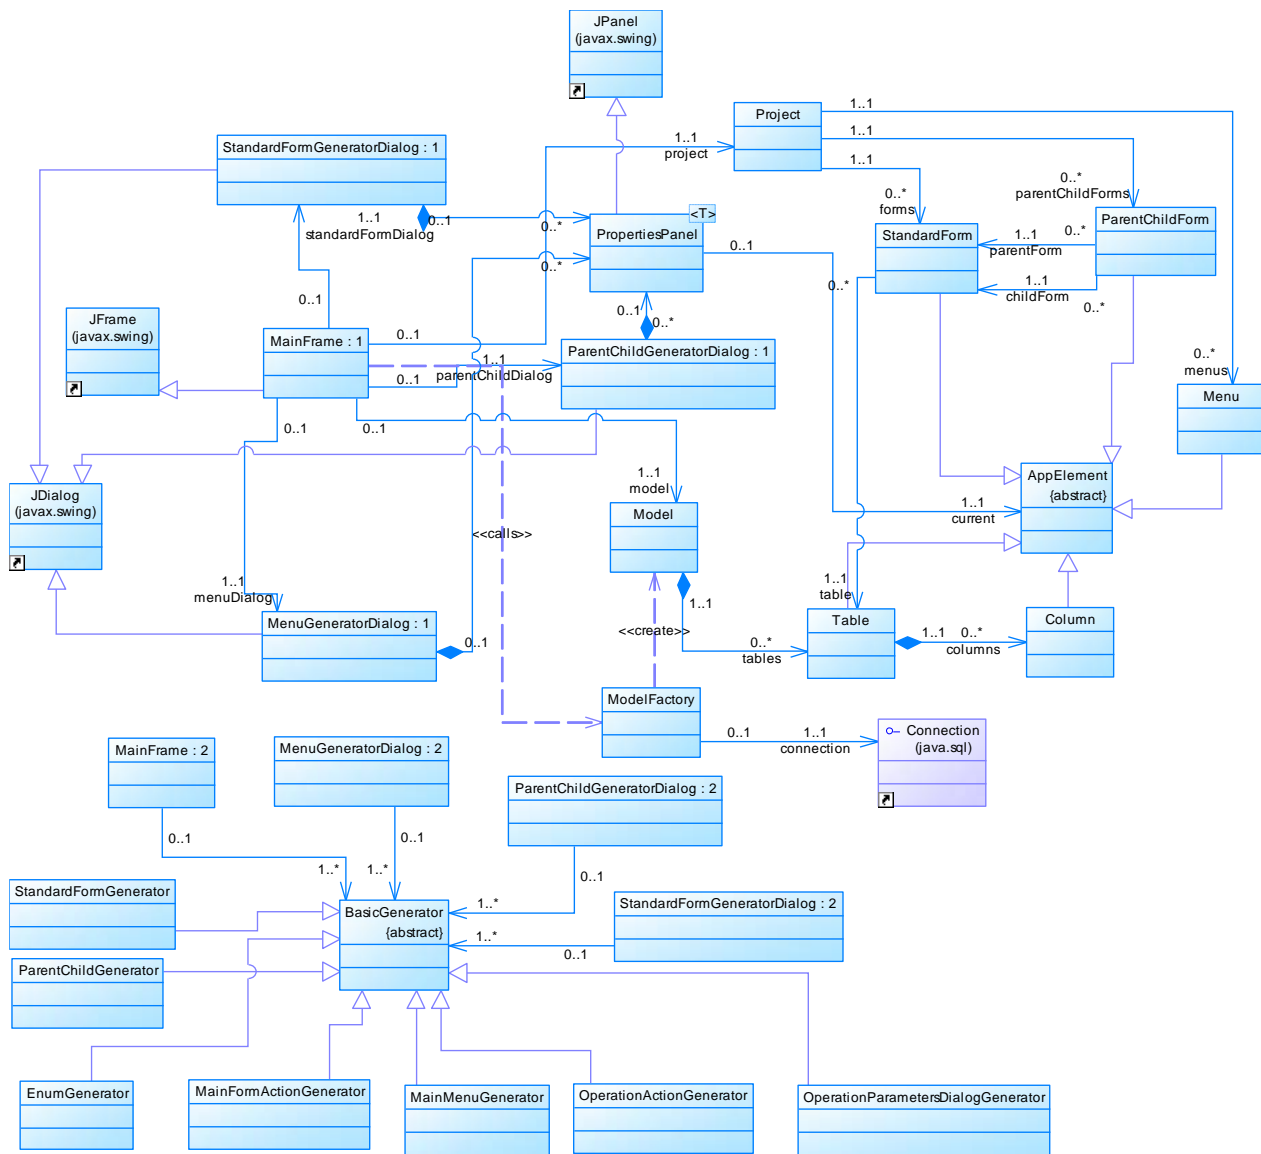 JPanel
(javax.swing)
Project
1..1
1..1
1..1
1..1
project
StandardFormGeneratorDialog : 1
0..*
parentChildForms
0..*
forms
<T>
1..1
standardFormDialog
0..1
0..*
PropertiesPanel
0..1
StandardForm
1..1
parentForm
0..*
ParentChildForm
0..*
1..1
childForm
0..*
0..*
0..1
JFrame
(javax.swing)
MainFrame : 1
0..1
0..1
0..*
ParentChildGeneratorDialog : 1
0..*
menus
1..1
parentChildDialog
0..1
Menu
0..1
0..1
AppElement
{abstract}
1..1
model
JDialog
(javax.swing)
Model
1..1
current
<<calls>>
1..1
menuDialog
1..1
table
1..1
MenuGeneratorDialog : 1
0..1
<<create>>
0..*
tables
Table
1..1
0..*
columns
Column
ModelFactory
0..1
1..1
connection
Connection
(java.sql)
MainFrame : 2
MenuGeneratorDialog : 2
ParentChildGeneratorDialog : 2
0..1
0..1
1..*
1..*
0..1
StandardFormGenerator
BasicGenerator
{abstract}
1..*
StandardFormGeneratorDialog : 2
1..*
0..1
ParentChildGenerator
EnumGenerator
MainFormActionGenerator
MainMenuGenerator
OperationActionGenerator
OperationParametersDialogGenerator